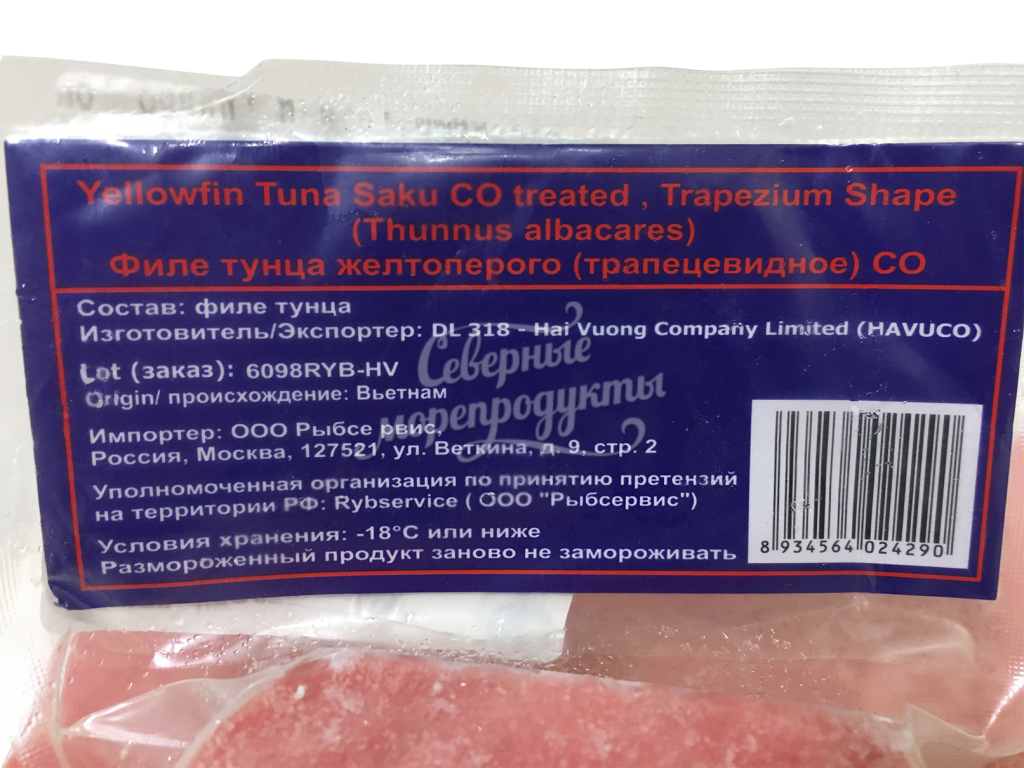 Yellowfin Tuna Saku CO treated , Trapezium Shape
(Thunnus albacares)
Филе тунца желтоперого (трапецевидное) CO
Состав: филе тунца
Изготовитель/Экспортер: DL 318 - Hai Vuong Company Limited (HAVUCO)
Lot (заказ): 6098RYB-HV
Origin/ происхождение: Вьетнам
Северные
морепродукты
Импортер: ООО Рыбсе рвис,
Россия, Москва, 127521, ул. Веткина, д. 9, стр. 2
Уполномоченная организация по принятию претензий
на территории РФ: Rybservice ( ООО "Рыбсервис")
Условия хранения: -18°C или ниже
Размороженный продукт заново не замороживать
8 934564 024290